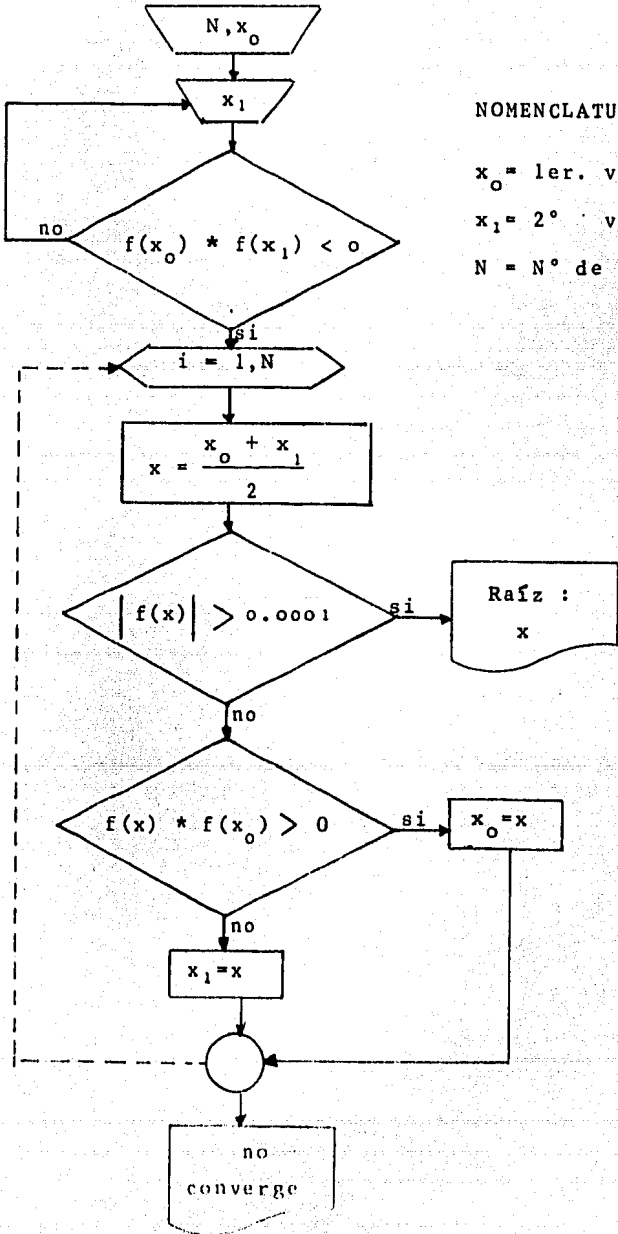 N,x₀
x₁
NOMENCLATU
x₀= 1er. v
x₁= 2° v
N = N° de
no
f(x₀) * f(x₁) < o
si
i = 1,N
x = x₀ + x₁
2
|f(x)| > 0.0001
si
Raíz :
x
no
f(x) * f(x₀) > 0
si
x₀=x
no
x₁=x
no
converge